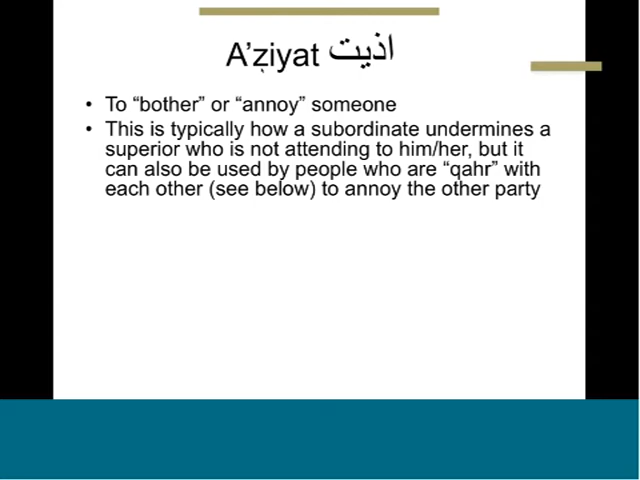 A’ẓiyat اذیت
• To “bother” or “annoy” someone
• This is typically how a subordinate undermines a
superior who is not attending to him/her, but it
can also be used by people who are “qahr” with
each other (see below) to annoy the other party